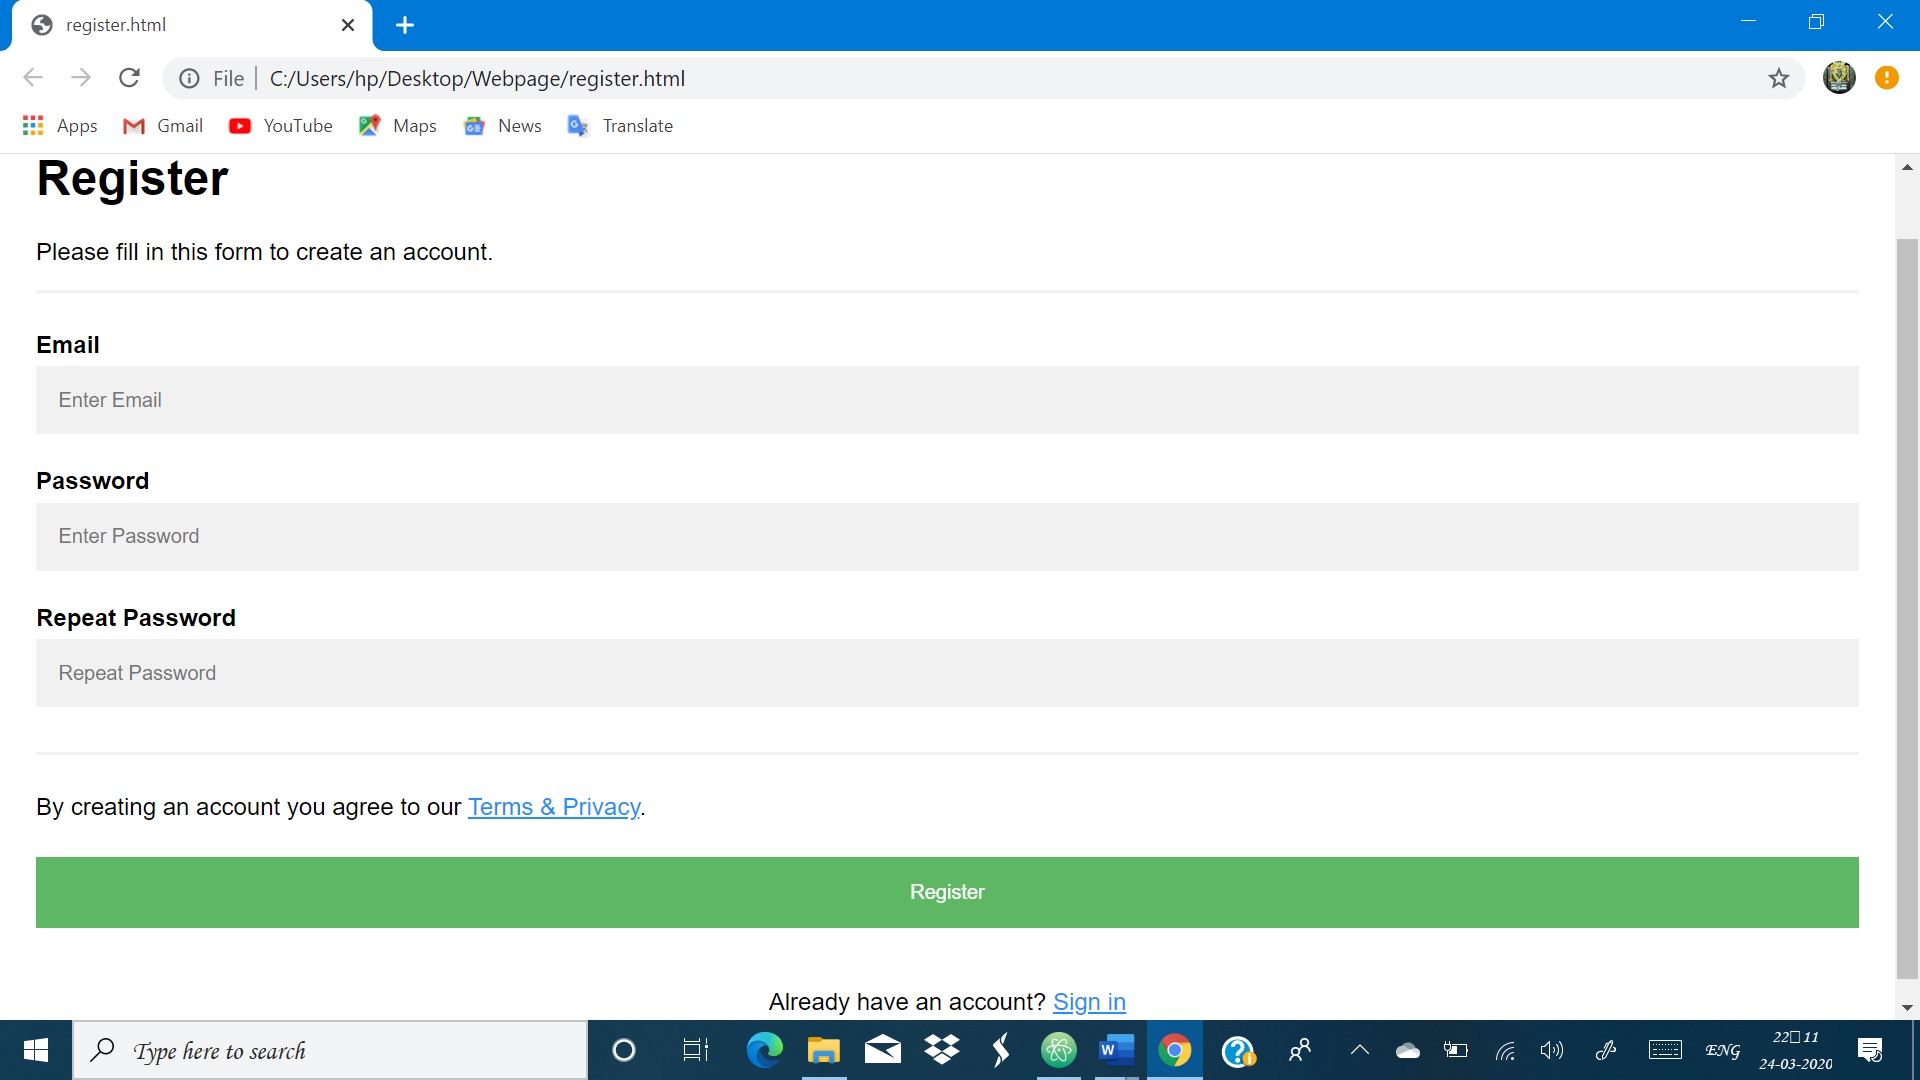 register.html
File
C:/Users/hp/Desktop/Webpage/register.html
Apps
Gmail
YouTube
Maps
News
Translate
Register
Please fill in this form to create an account.
Email
Enter Email
Password
Enter Password
Repeat Password
Repeat Password
By creating an account you agree to our Terms & Privacy.
Register
Already have an account? Sign in
Type here to search
ENG
22□11
24-03-2020